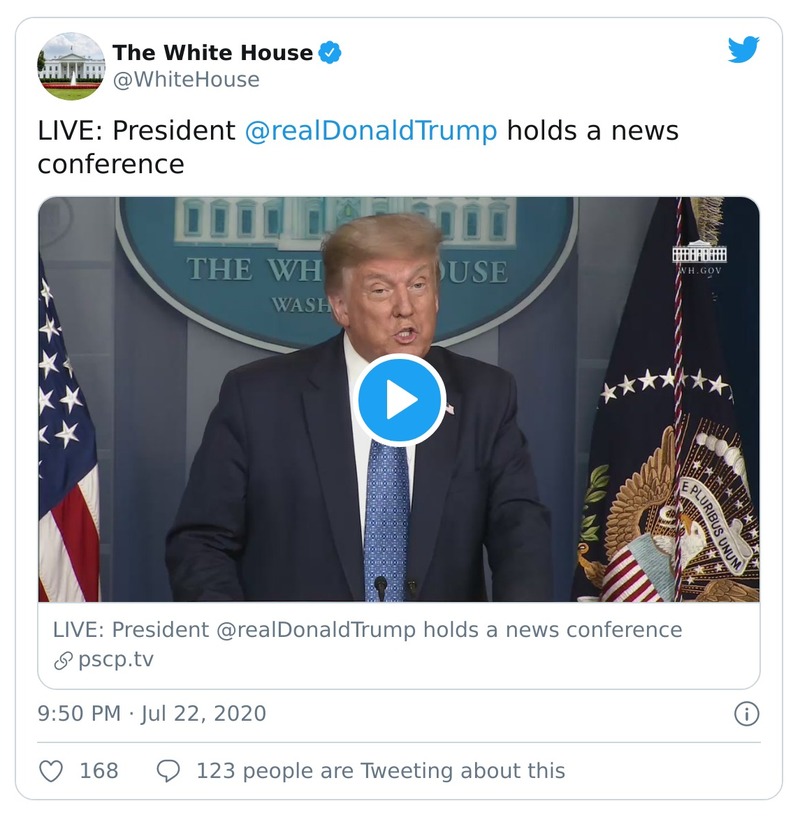 The White House
@WhiteHouse
LIVE: President @realDonaldTrump holds a news
conference
THE WH OUSE
WASH
WH.GOV
E PLURIBUS UNUM
LIVE: President @realDonaldTrump holds a news conference
pscp.tv
9:50 PM · Jul 22, 2020
168
123 people are Tweeting about this